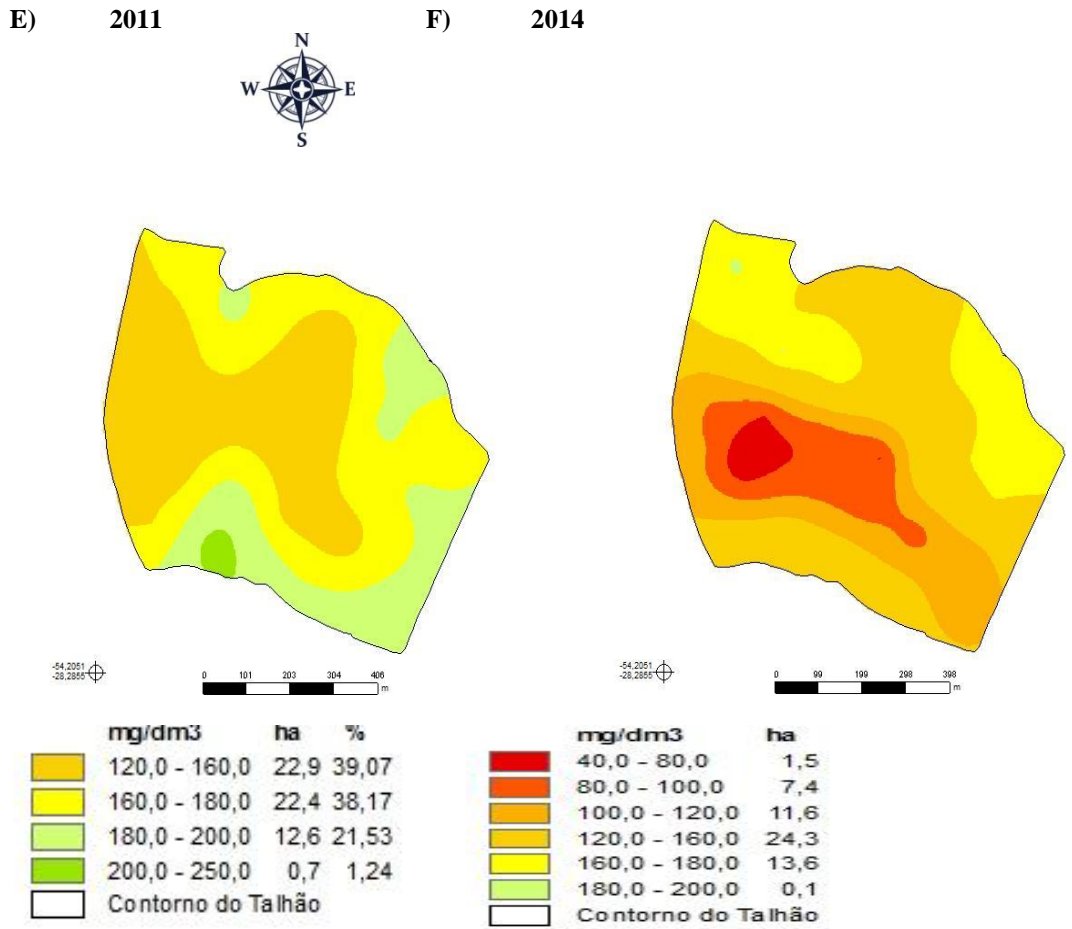 E) 2011 F) 2014
N
W E
S
-54,2051
-28,2855
0 101 203 304 406
m
-54,2051
-28,2855
0 99 199 298 398
m
mg/dm3 ha %
120,0 - 160,0 22,9 39,07
160,0 - 180,0 22,4 38,17
180,0 - 200,0 12,6 21,53
200,0 - 250,0 0,7 1,24
Contorno do Talhão
mg/dm3 ha
40,0 - 80,0 1,5
80,0 - 100,0 7,4
100,0 - 120,0 11,6
120,0 - 160,0 24,3
160,0 - 180,0 13,6
180,0 - 200,0 0,1
Contorno do Talhão